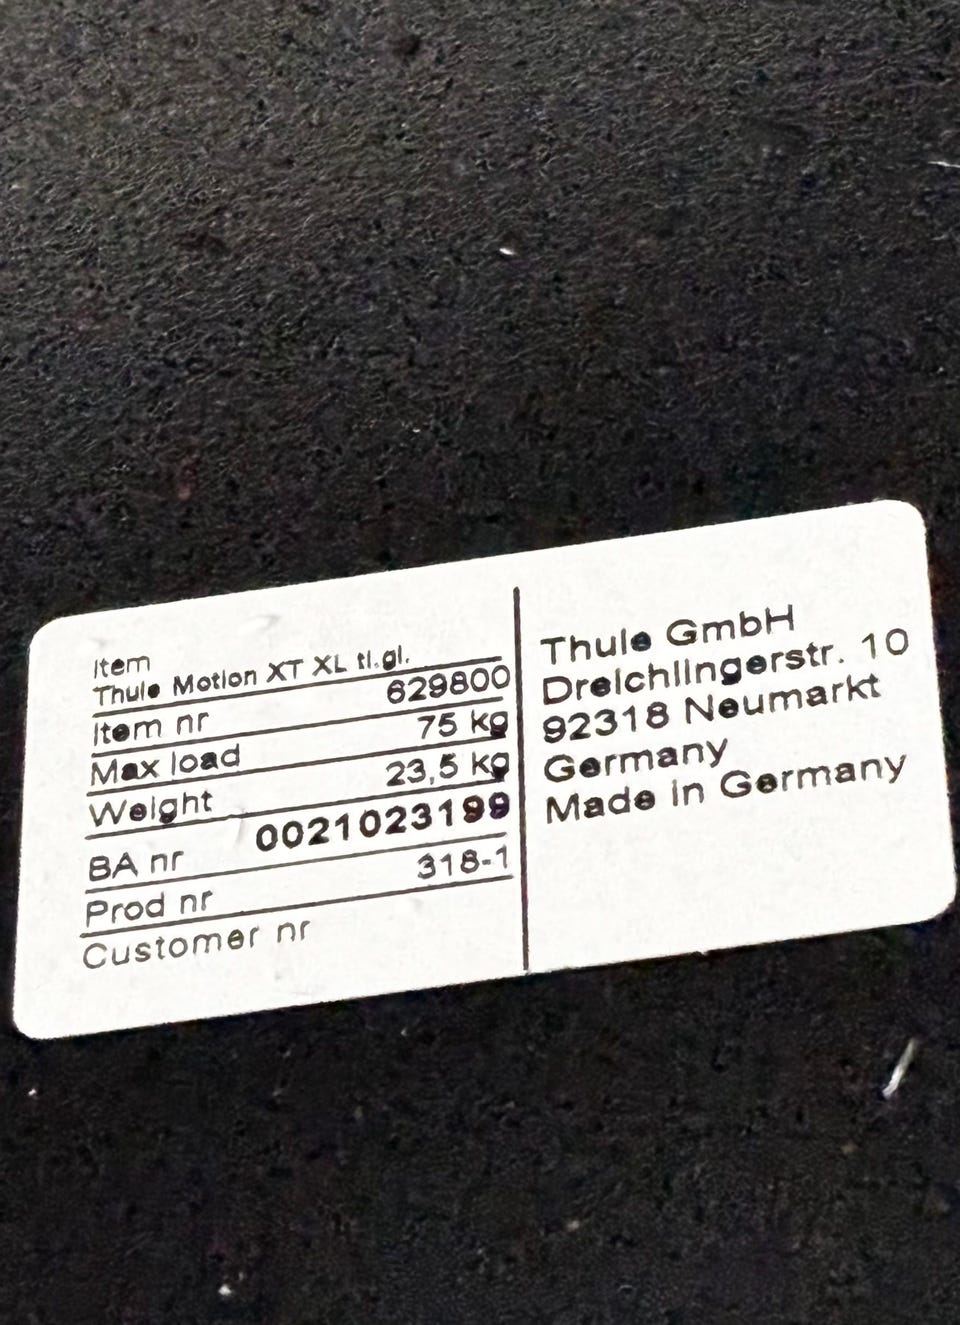 Item
Thule Motion XT XL ti.gl.
Item nr 629800
Max load 75 kg
Weight 23,5 kg
BA nr 0021023199
Prod nr 318-1
Customer nr
Thule GmbH
Dreichlingerstr. 10
92318 Neumarkt
Germany
Made in Germany